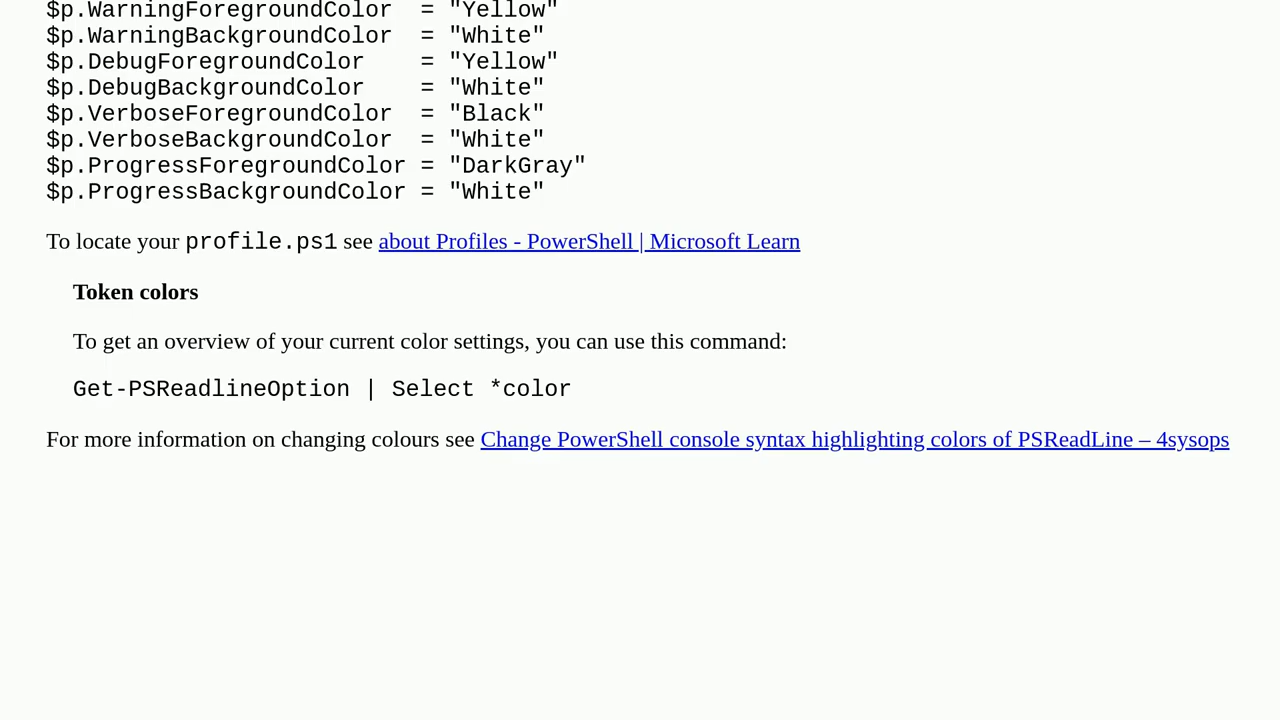 $p.WarningForegroundColor  = "Yellow"
$p.WarningBackgroundColor  = "White"
$p.DebugForegroundColor    = "Yellow"
$p.DebugBackgroundColor    = "White"
$p.VerboseForegroundColor  = "Black"
$p.VerboseBackgroundColor  = "White"
$p.ProgressForegroundColor = "DarkGray"
$p.ProgressBackgroundColor = "White"
To locate your profile.ps1 see about Profiles - PowerShell | Microsoft Learn
Token colors
To get an overview of your current color settings, you can use this command:
Get-PSReadlineOption | Select *color
For more information on changing colours see Change PowerShell console syntax highlighting colors of PSReadLine – 4sysops